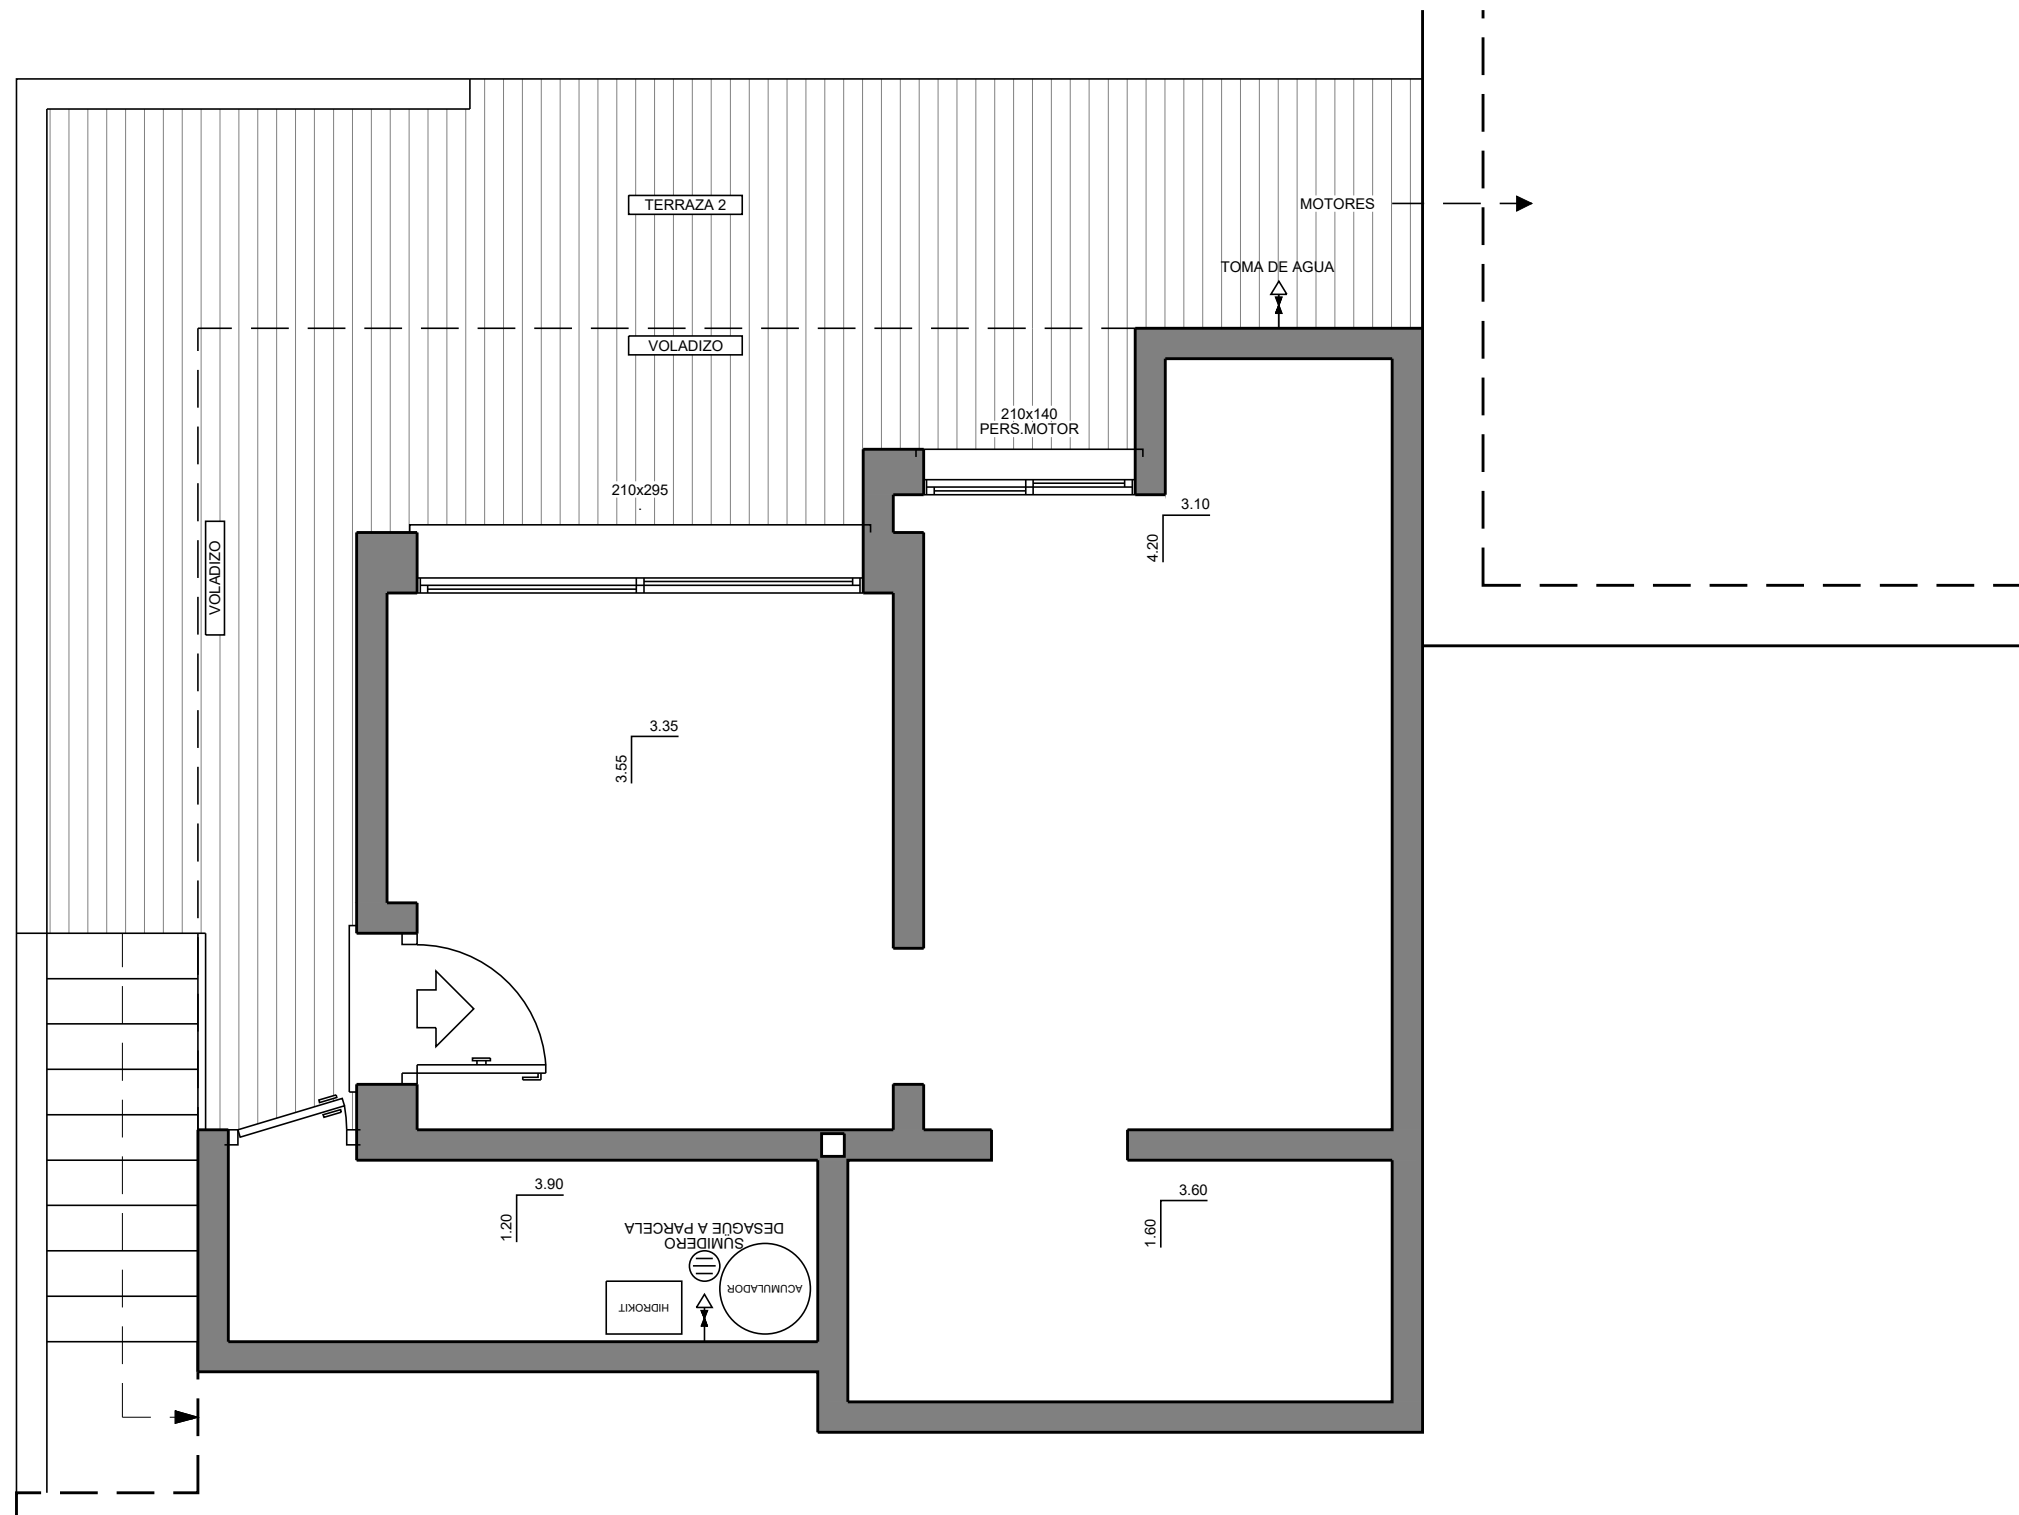 TERRAZA 2
MOTORES
TOMA DE AGUA
VOLADIZO
210x140
PERS.MOTOR
210x295
.
3.10
4.20
VOLADIZO
3.35
3.55
3.90
1.20
3.60
1.60
DESAGÜE A PARCELA
SUMIDERO
ACUMULADOR
HIDROKIT